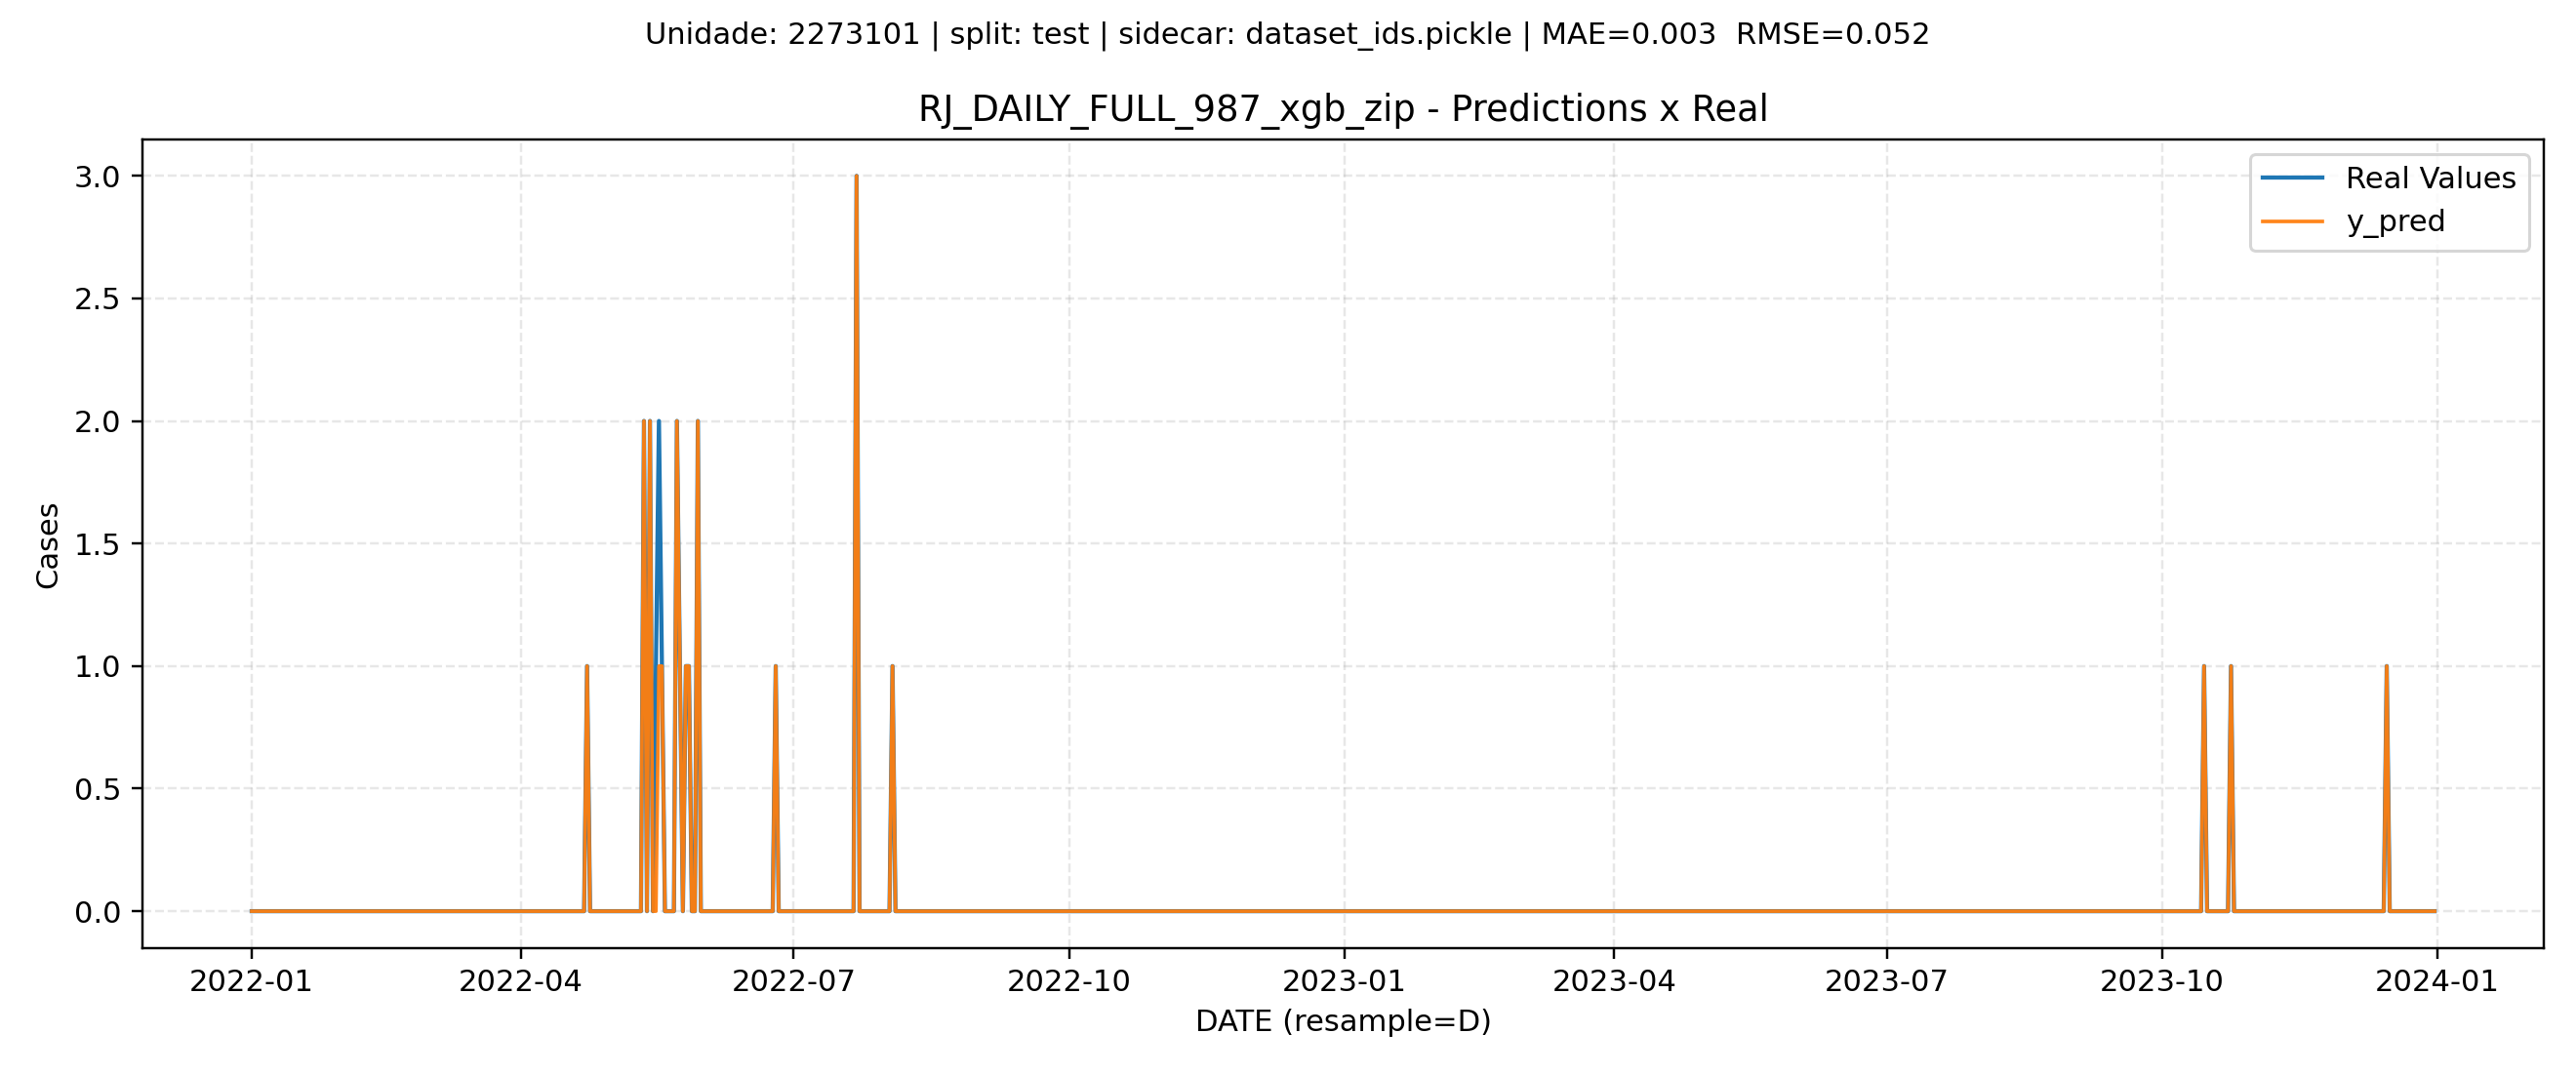 Unidade: 2273101 | split: test | sidecar: dataset_ids.pickle | MAE=0.003  RMSE=0.052
RJ_DAILY_FULL_987_xgb_zip - Predictions x Real
Real Values
y_pred
3.0
2.5
2.0
1.5
1.0
0.5
0.0
Cases
2022-01
2022-04
2022-07
2022-10
2023-01
2023-04
2023-07
2023-10
2024-01
DATE (resample=D)